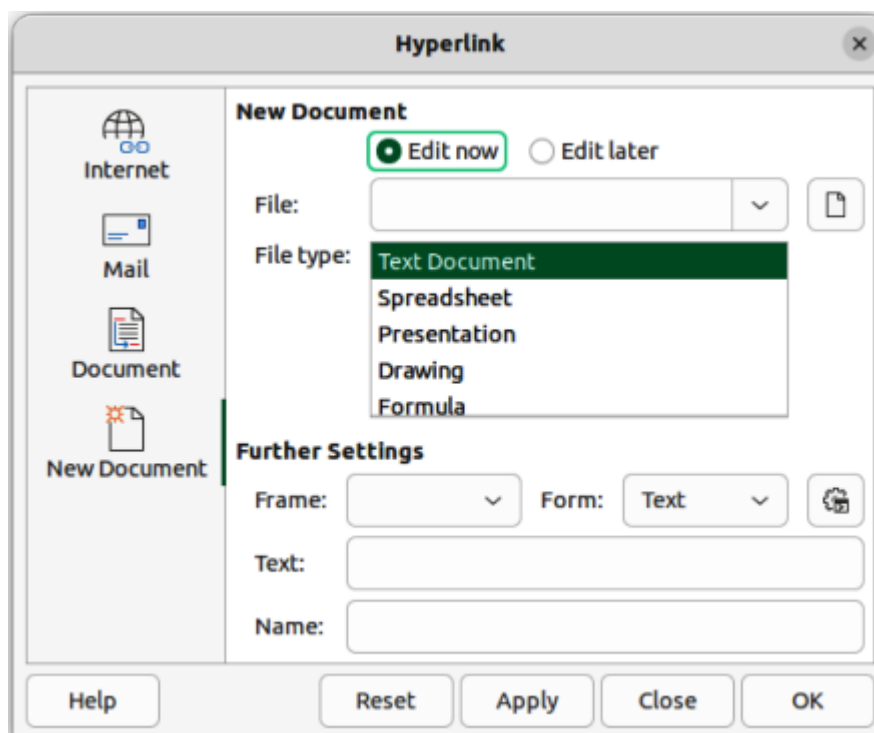 Hyperlink
Internet
Mail
Document
New Document
New Document
Edit now Edit later
File:
File type: Text Document
Spreadsheet
Presentation
Drawing
Formula
Further Settings
Frame: Form: Text
Text:
Name:
Help Reset Apply Close OK